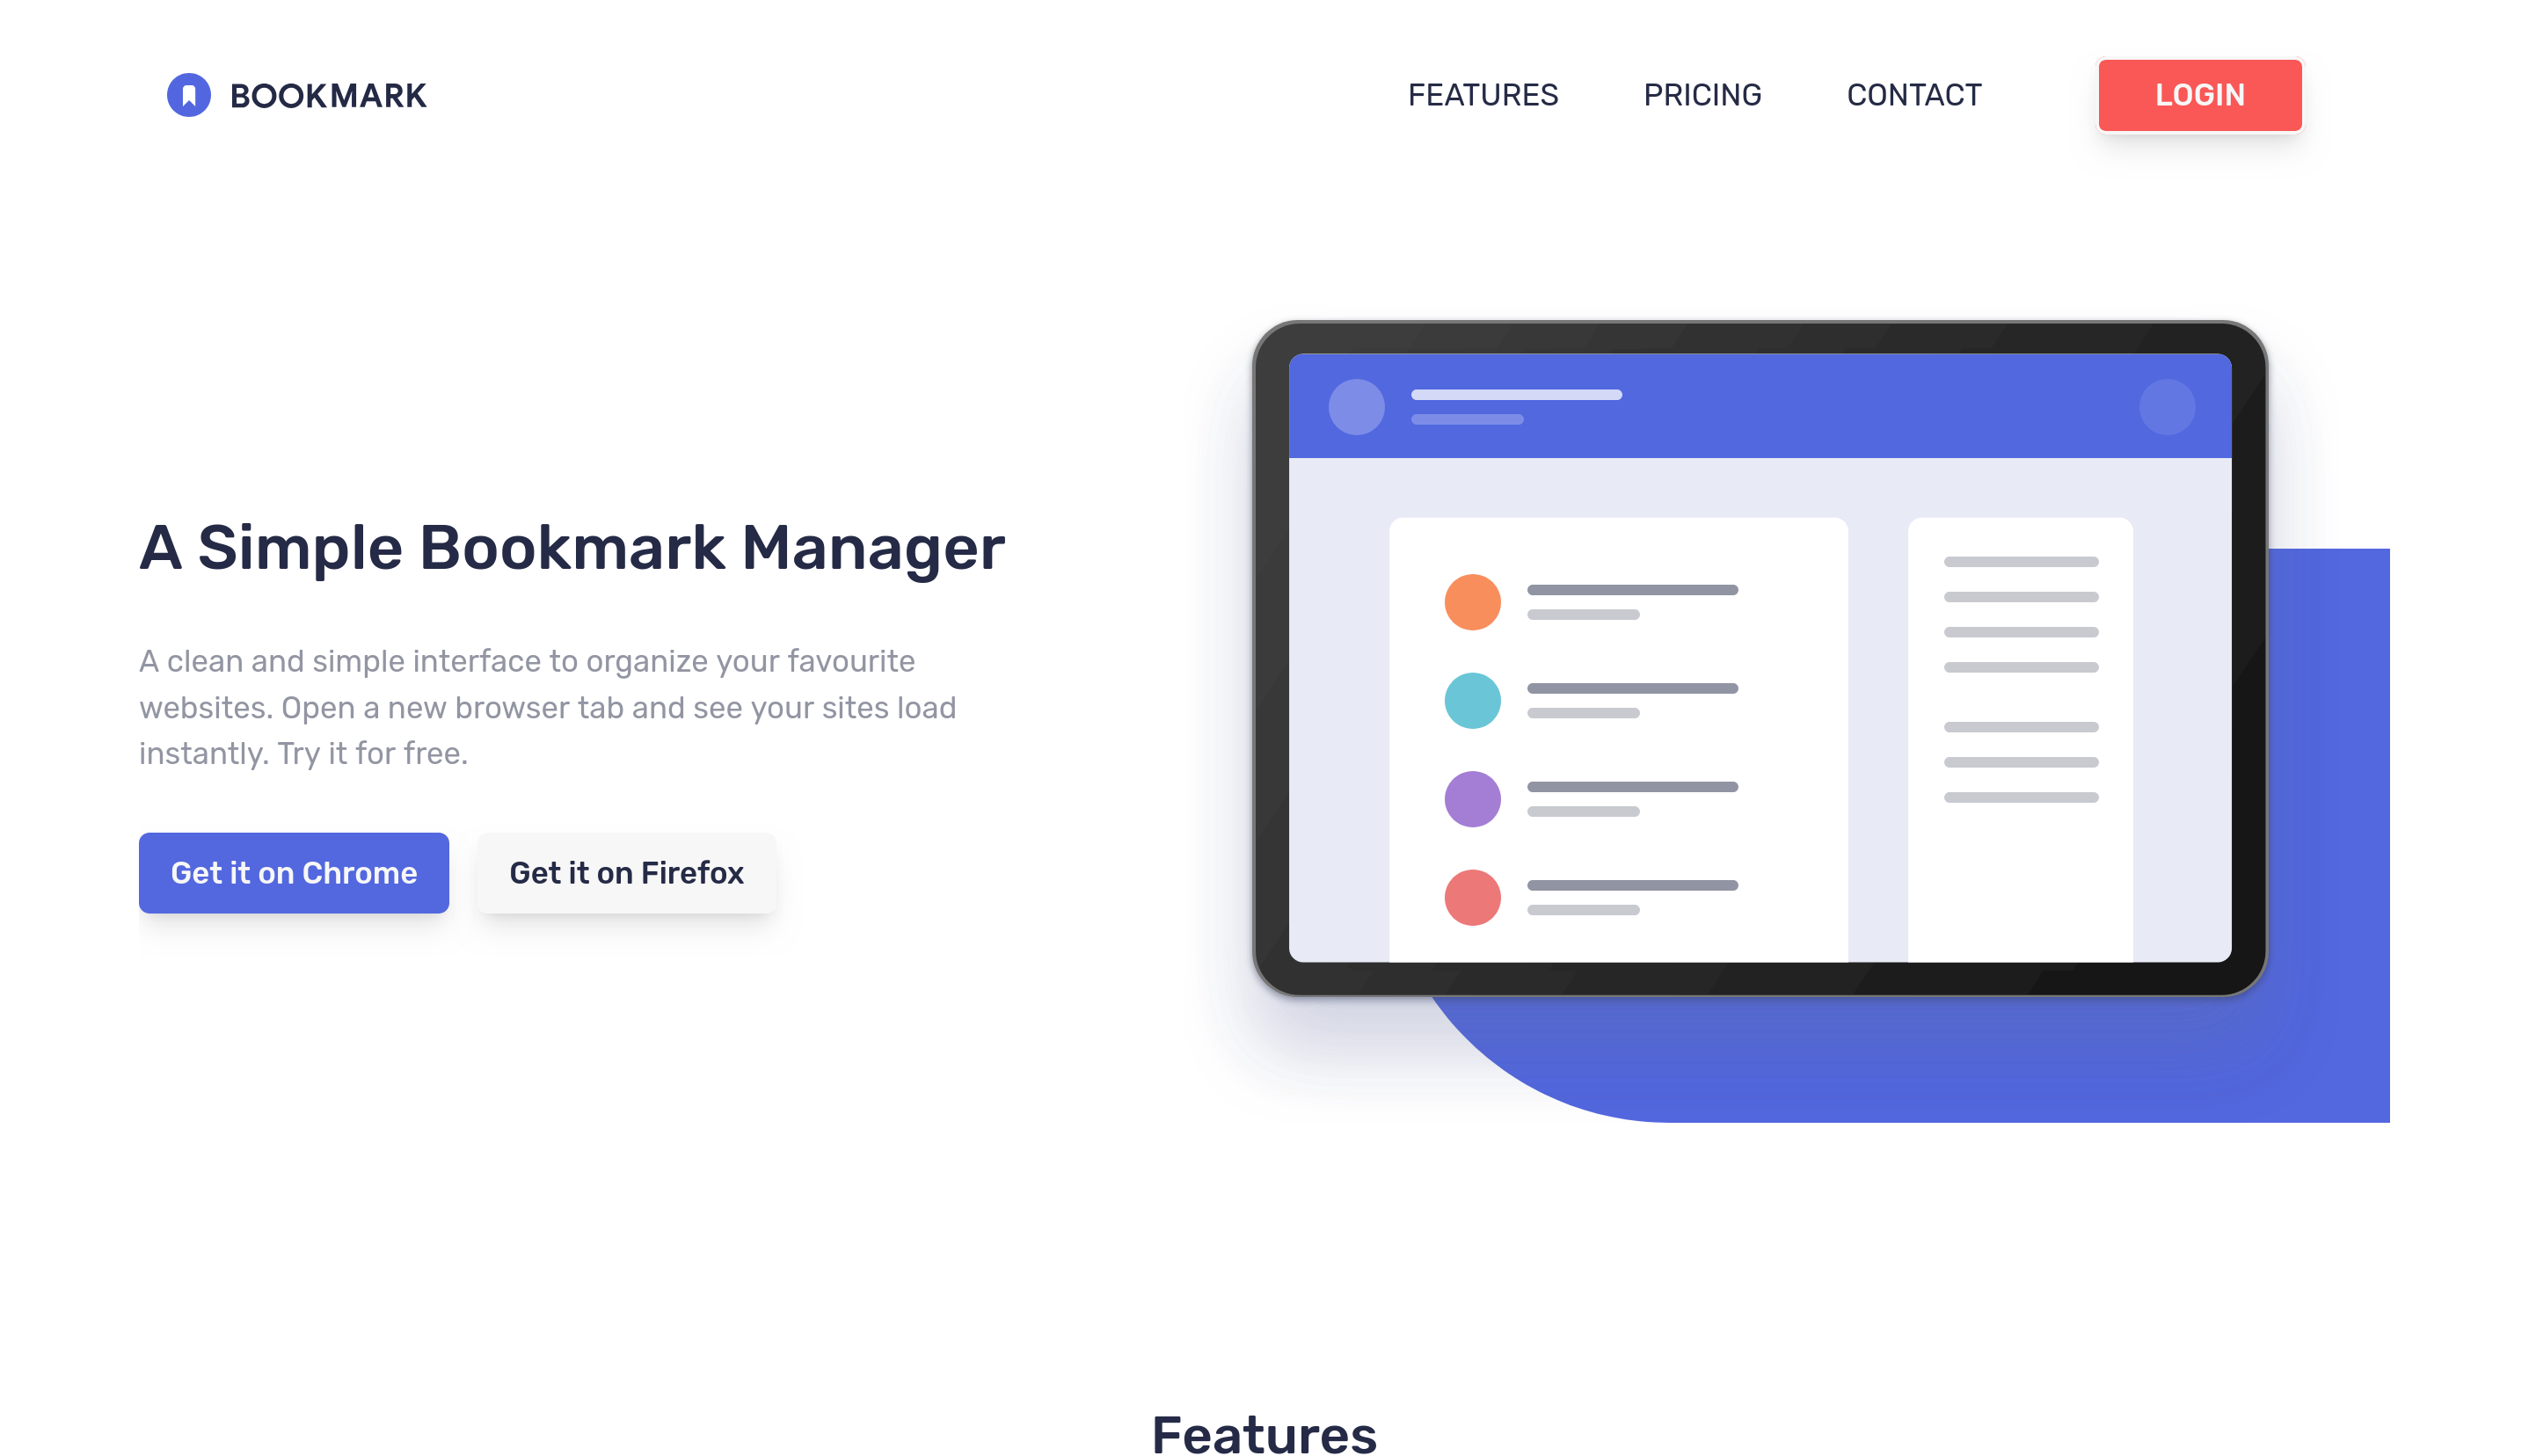 BOOKMARK
FEATURES
PRICING
CONTACT
LOGIN
A Simple Bookmark Manager
A clean and simple interface to organize your favourite
websites. Open a new browser tab and see your sites load
instantly. Try it for free.
Get it on Chrome
Get it on Firefox
Features